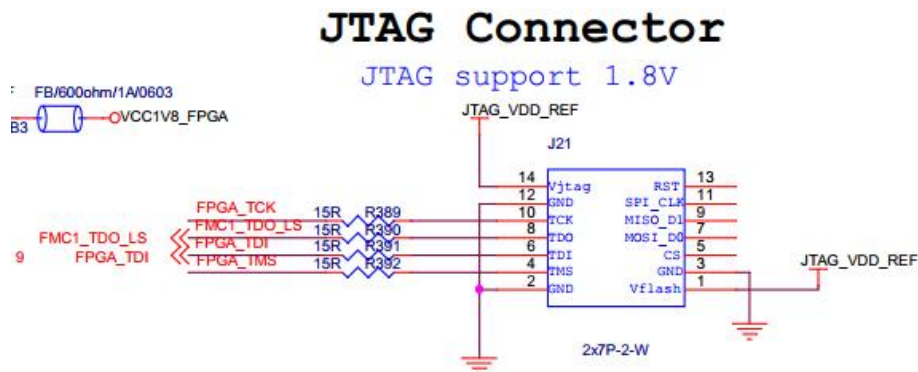 JTAG Connector
JTAG support 1.8V
FB/600ohm/1A/0603
B3
VCC1V8_FPGA
JTAG_VDD_REF
J21
14 Vjtag RST 13
12 GND SPI_CLK 11
FPGA_TCK 15R R389 10 TCK MISO_D1 9
FMC1_TDO_LS FMC1_TDO_LS 15R R390 8 TDO MOSI_D0 7
9 FPGA_TDI FPGA_TDI 15R R391 6 TDI CS 5
FPGA_TMS 15R R392 4 TMS GND 3
2 GND Vflash 1
JTAG_VDD_REF
2x7P-2-W